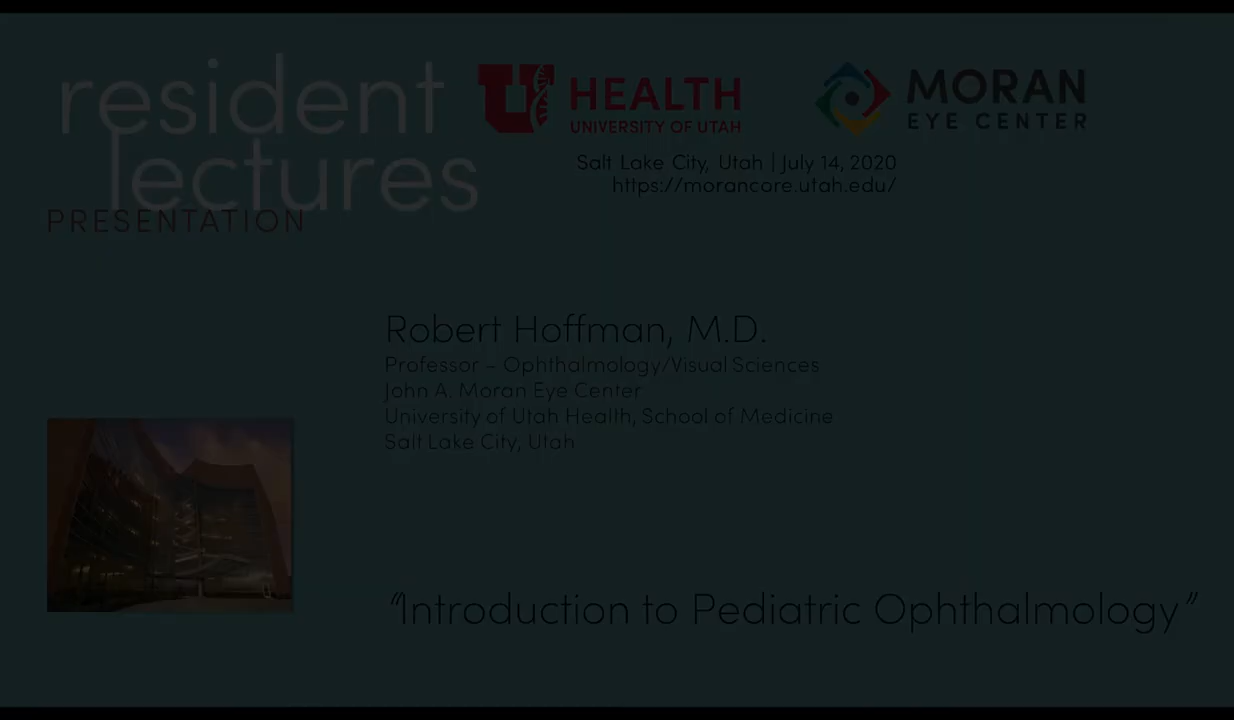 resident
lectures
PRESENTATION
U HEALTH
UNIVERSITY OF UTAH
MORAN
EYE CENTER
Salt Lake City, Utah | July 14, 2020
https://morancore.utah.edu/
Robert Hoffman, M.D.
Professor – Ophthalmology/Visual Sciences
John A. Moran Eye Center
University of Utah Health, School of Medicine
Salt Lake City, Utah
“Introduction to Pediatric Ophthalmology”